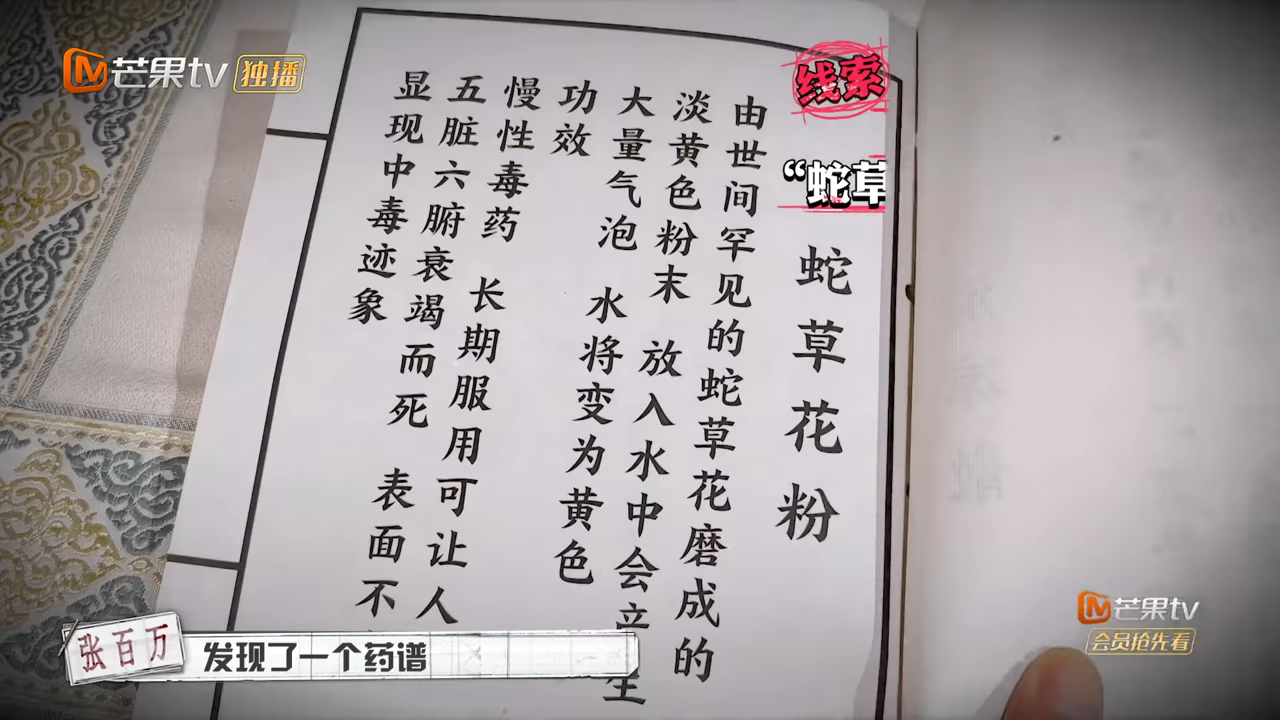 芒果tv 独播
线索
“蛇草
蛇草花粉
由世间罕见的蛇草花磨成的
淡黄色粉末 放入水中会产生
大量气泡 水将变为黄色
功效
慢性毒药 长期服用可让人
五脏六腑衰竭而死 表面不
显现中毒迹象
张百万
发现了一个药谱
芒果tv
会员抢先看